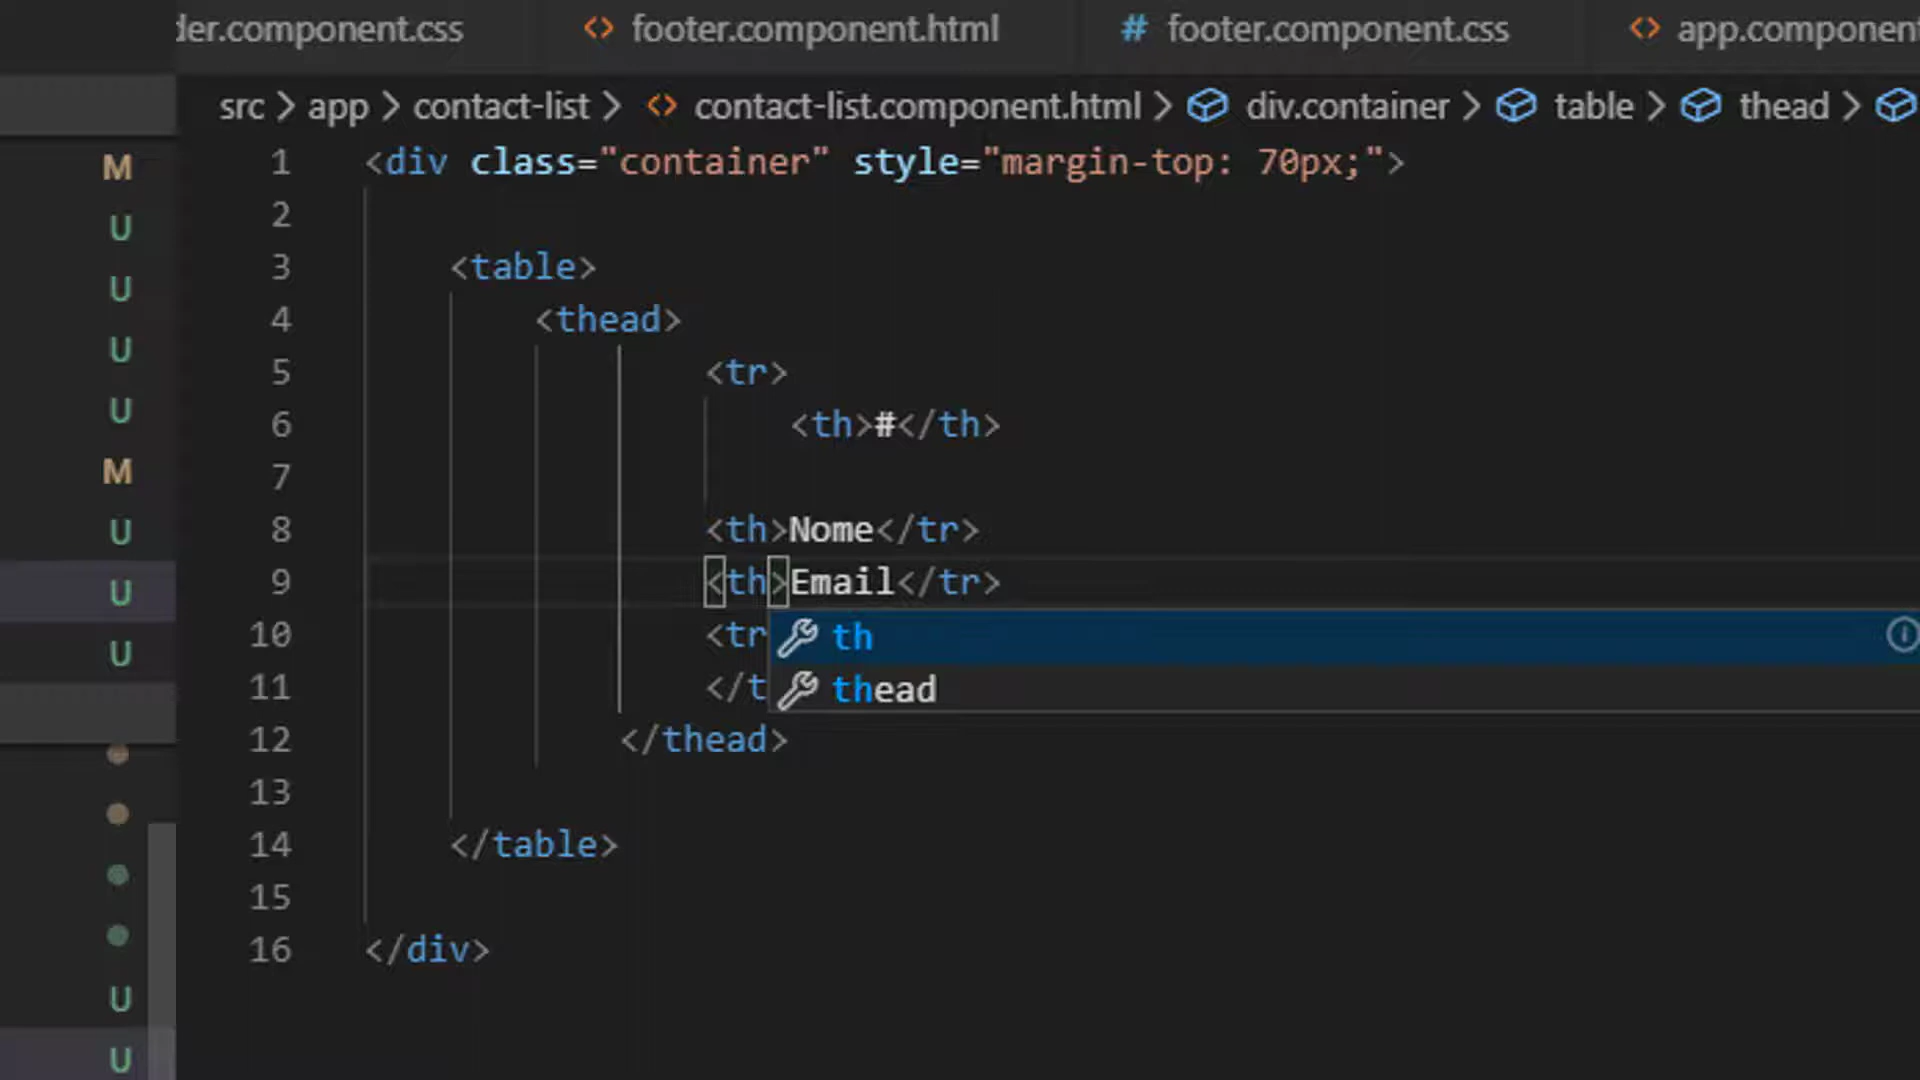 der.component.css <> footer.component.html # footer.component.css <> app.component
src > app > contact-list > <> contact-list.component.html > div.container > table > thead >
M
U
U
U
U
M
U
U
U
U
U
1 <div class="container" style="margin-top: 70px;">
2
3 <table>
4 <thead>
5 <tr>
6 <th>#</th>
7
8 <th>Nome</tr>
9 <th>Email</tr>
10 <tr
th
11 </t
thead
12 </thead>
13
14 </table>
15
16 </div>